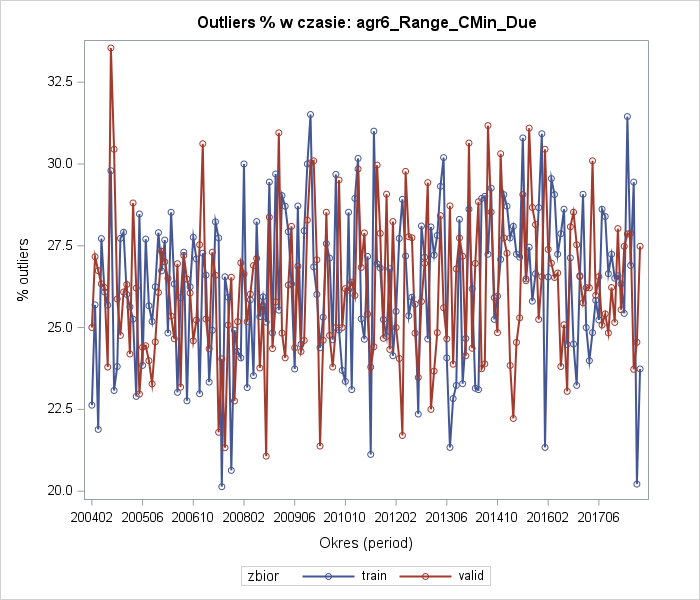 Outliers % w czasie: agr6_Range_CMin_Due
32.5
30.0
27.5
25.0
22.5
20.0
% outliers
200402 200506 200610 200802 200906 201010 201202 201306 201410 201602 201706
Okres (period)
zbior train valid